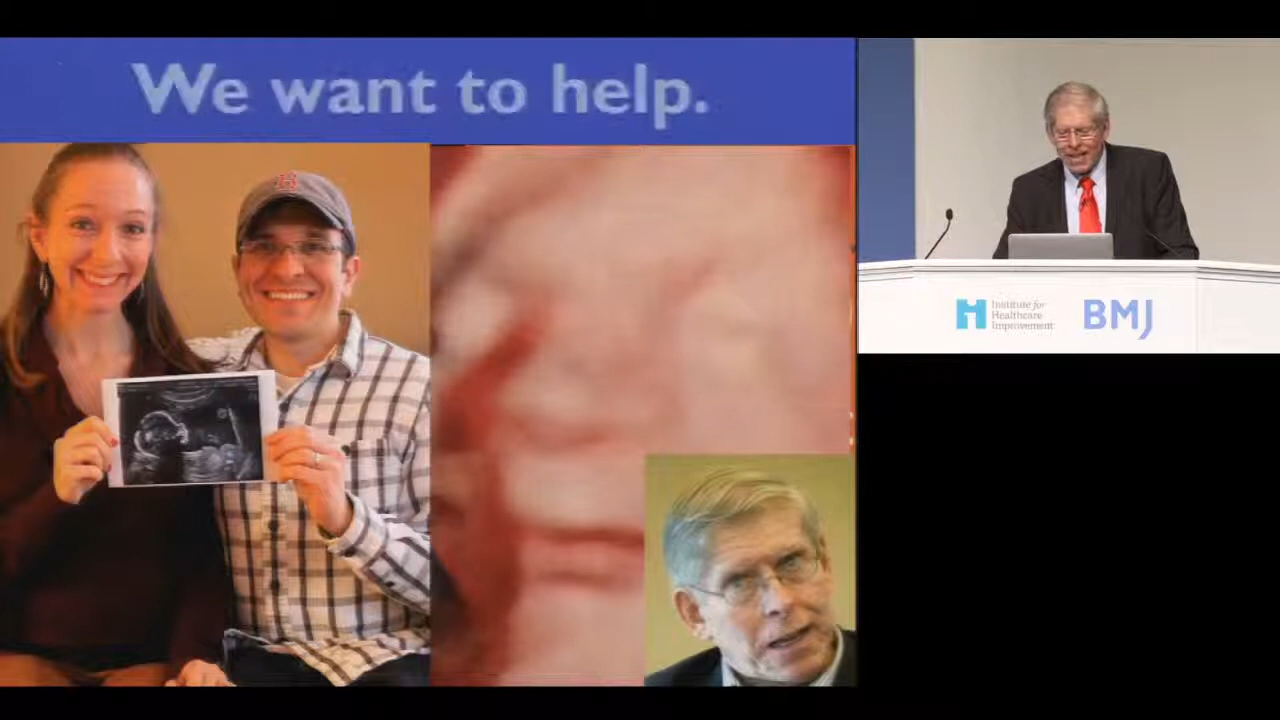 We want to help.
B
Institute for
Healthcare
Improvement
BMJ